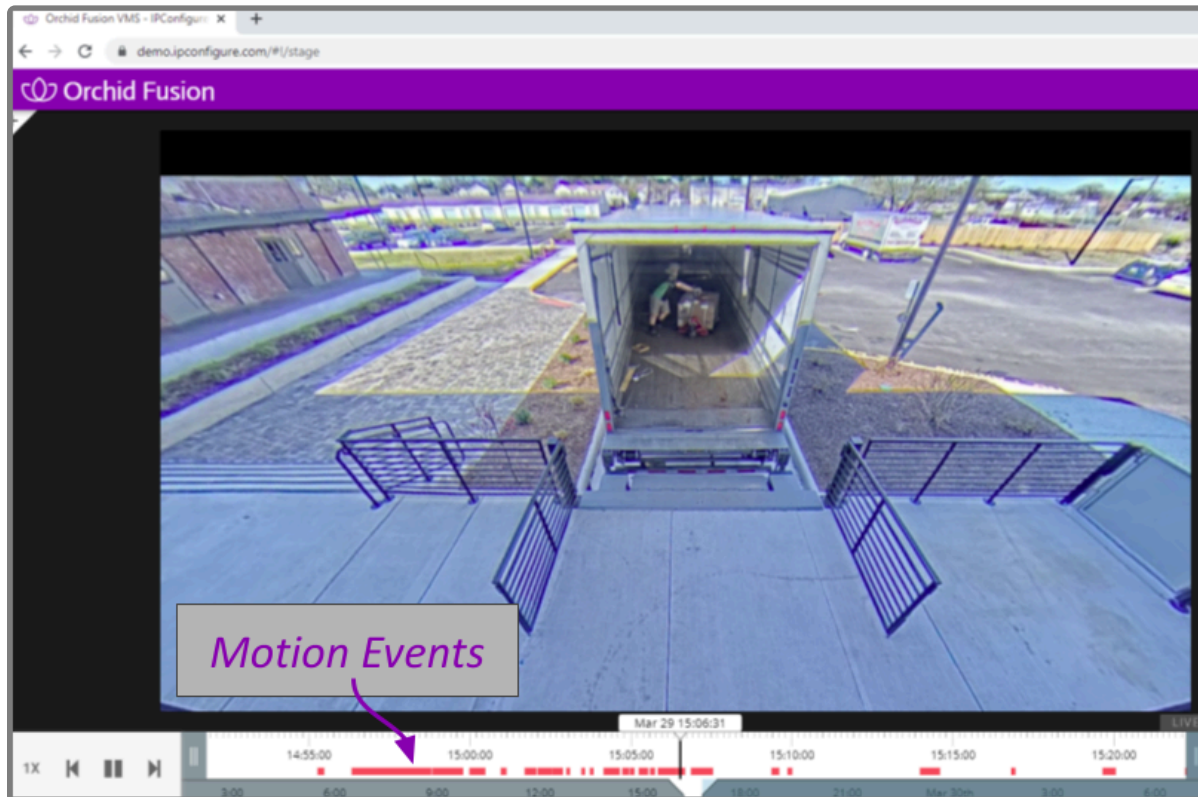 Orchid Fusion VMS - IPConfigure
demo.ipconfigure.com/#!/stage
Orchid Fusion
Motion Events
Mar 29 15:06:31
LIVE
1X
14:55:00 15:00:00 15:05:00 15:10:00 15:15:00 15:20:00
3:00 6:00 9:00 12:00 15:00 18:00 21:00 Mar 30th 3:00 6:00